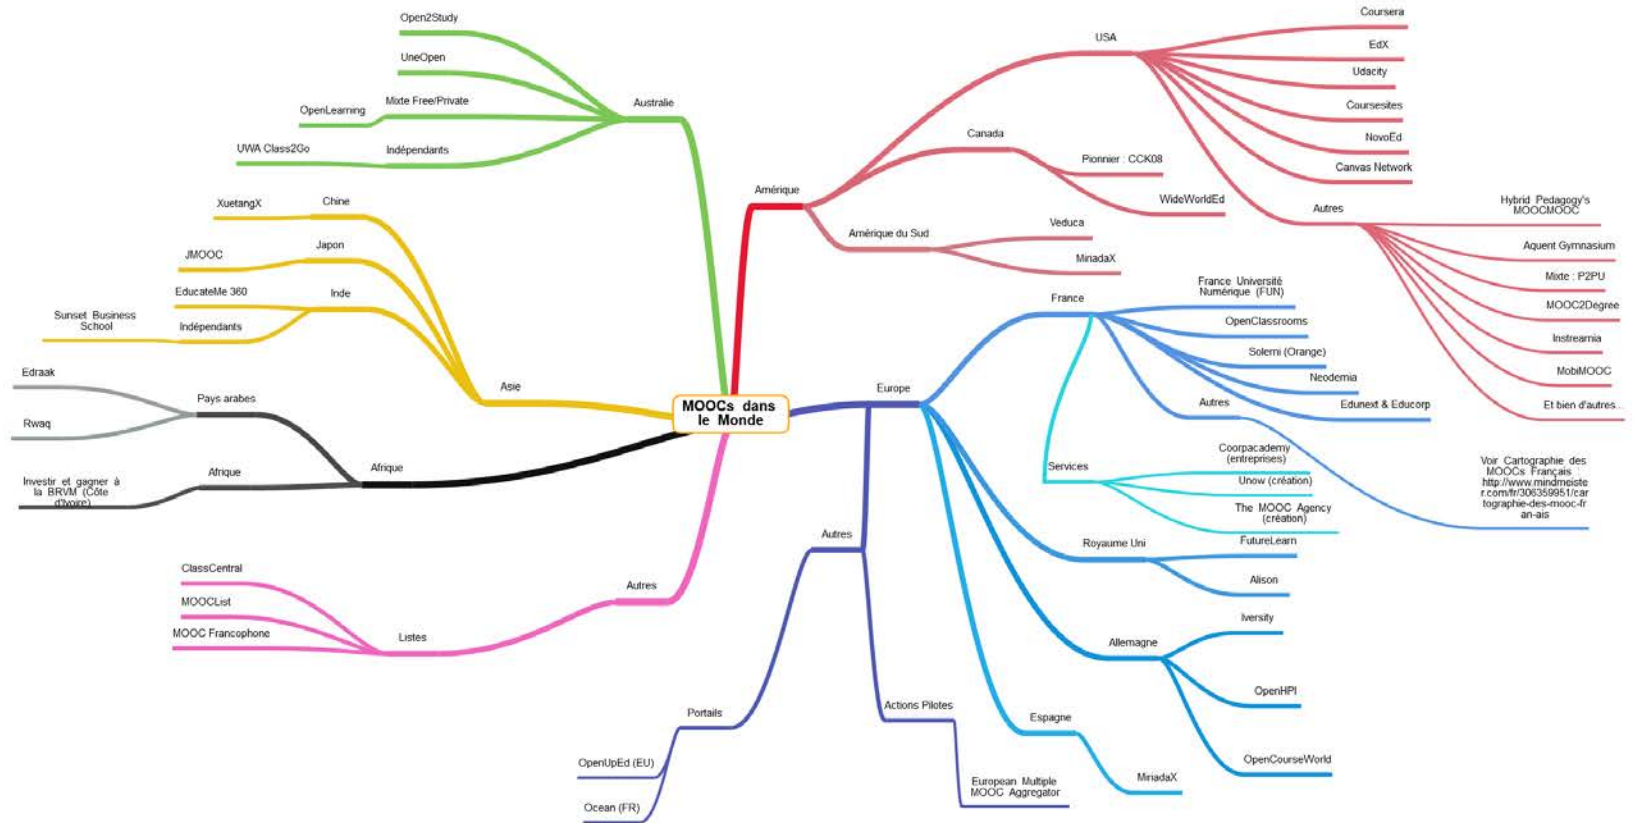 MOOCs dans
le Monde
Australie
Open2Study
UneOpen
Mixte Free/Private
OpenLearning
Indépendants
UWA Class2Go
Asie
Chine
XuetangX
Japon
JMOOC
Inde
EducateMe 360
Indépendants
Sunset Business
School
Afrique
Pays arabes
Edraak
Rwaq
Afrique
Investir et gagner à
la BRVM (Côte
d'Ivoire)
Autres
Listes
ClassCentral
MOOCList
MOOC Francophone
Amérique
USA
Coursera
EdX
Udacity
Coursesites
NovoEd
Canvas Network
Autres
Hybrid Pedagogy's
MOOCMOOC
Aquent Gymnasium
Mixte : P2PU
MOOC2Degree
Instreamia
MobiMOOC
Et bien d'autres...
Canada
Pionnier : CCK08
WideWorldEd
Amérique du Sud
Veduca
MiriadaX
Europe
France
France Université
Numérique (FUN)
OpenClassrooms
Solerni (Orange)
Neodemia
Edunext & Educorp
Autres
Voir Cartographie des
MOOCs Français :
http://www.mindmeiste
r.com/fr/306359951/car
tographie-des-mooc-fr
an-ais
Services
Coorpacademy
(entreprises)
Unow (création)
The MOOC Agency
(création)
Royaume Uni
FutureLearn
Alison
Allemagne
Iversity
OpenHPI
OpenCourseWorld
Espagne
MiriadaX
Autres
Portails
OpenUpEd (EU)
Ocean (FR)
Actions Pilotes
European Multiple
MOOC Aggregator